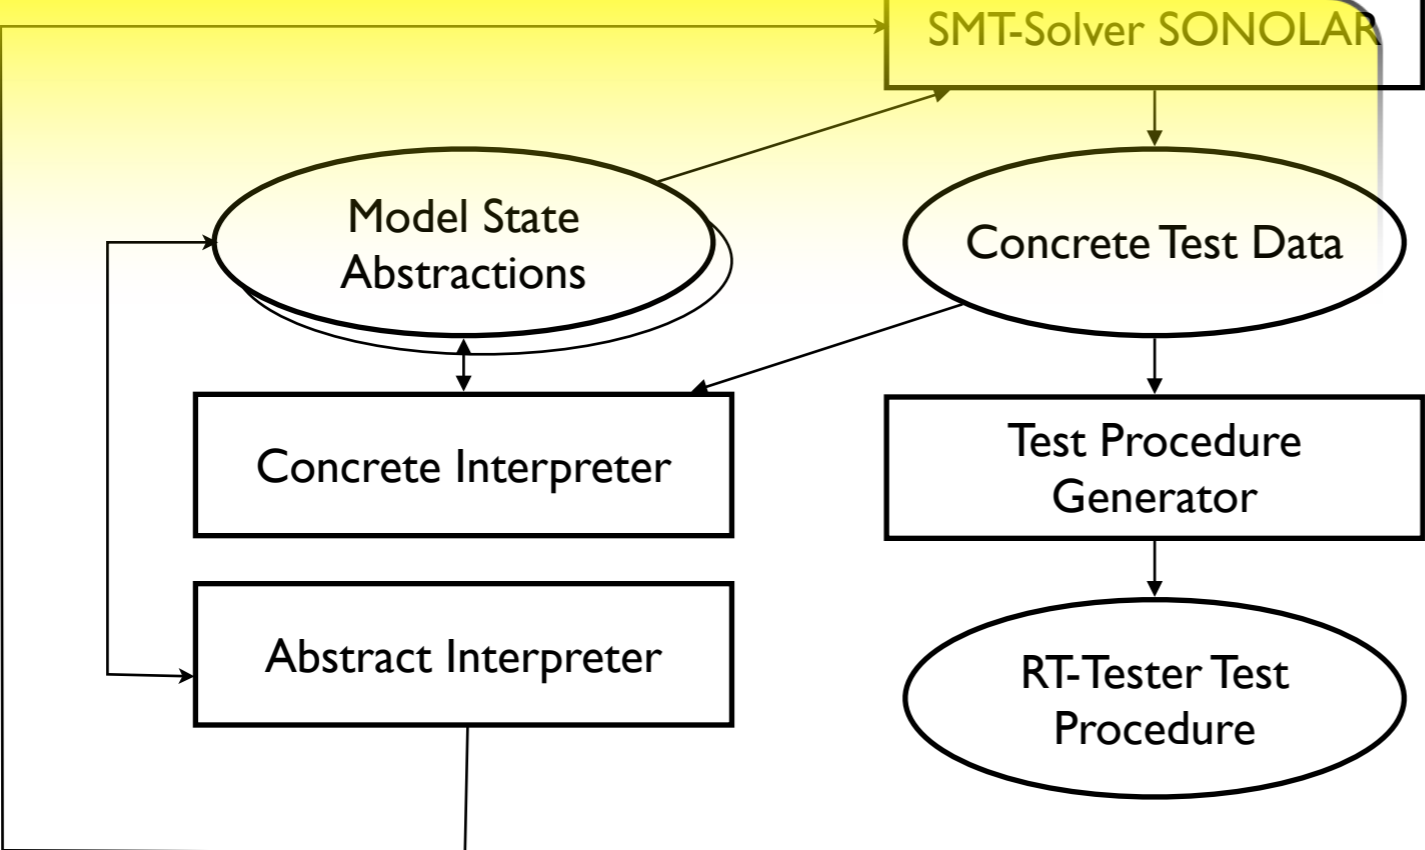 SMT-Solver SONOLAR
Model State
Abstractions
Concrete Test Data
Concrete Interpreter
Test Procedure
Generator
Abstract Interpreter
RT-Tester Test
Procedure